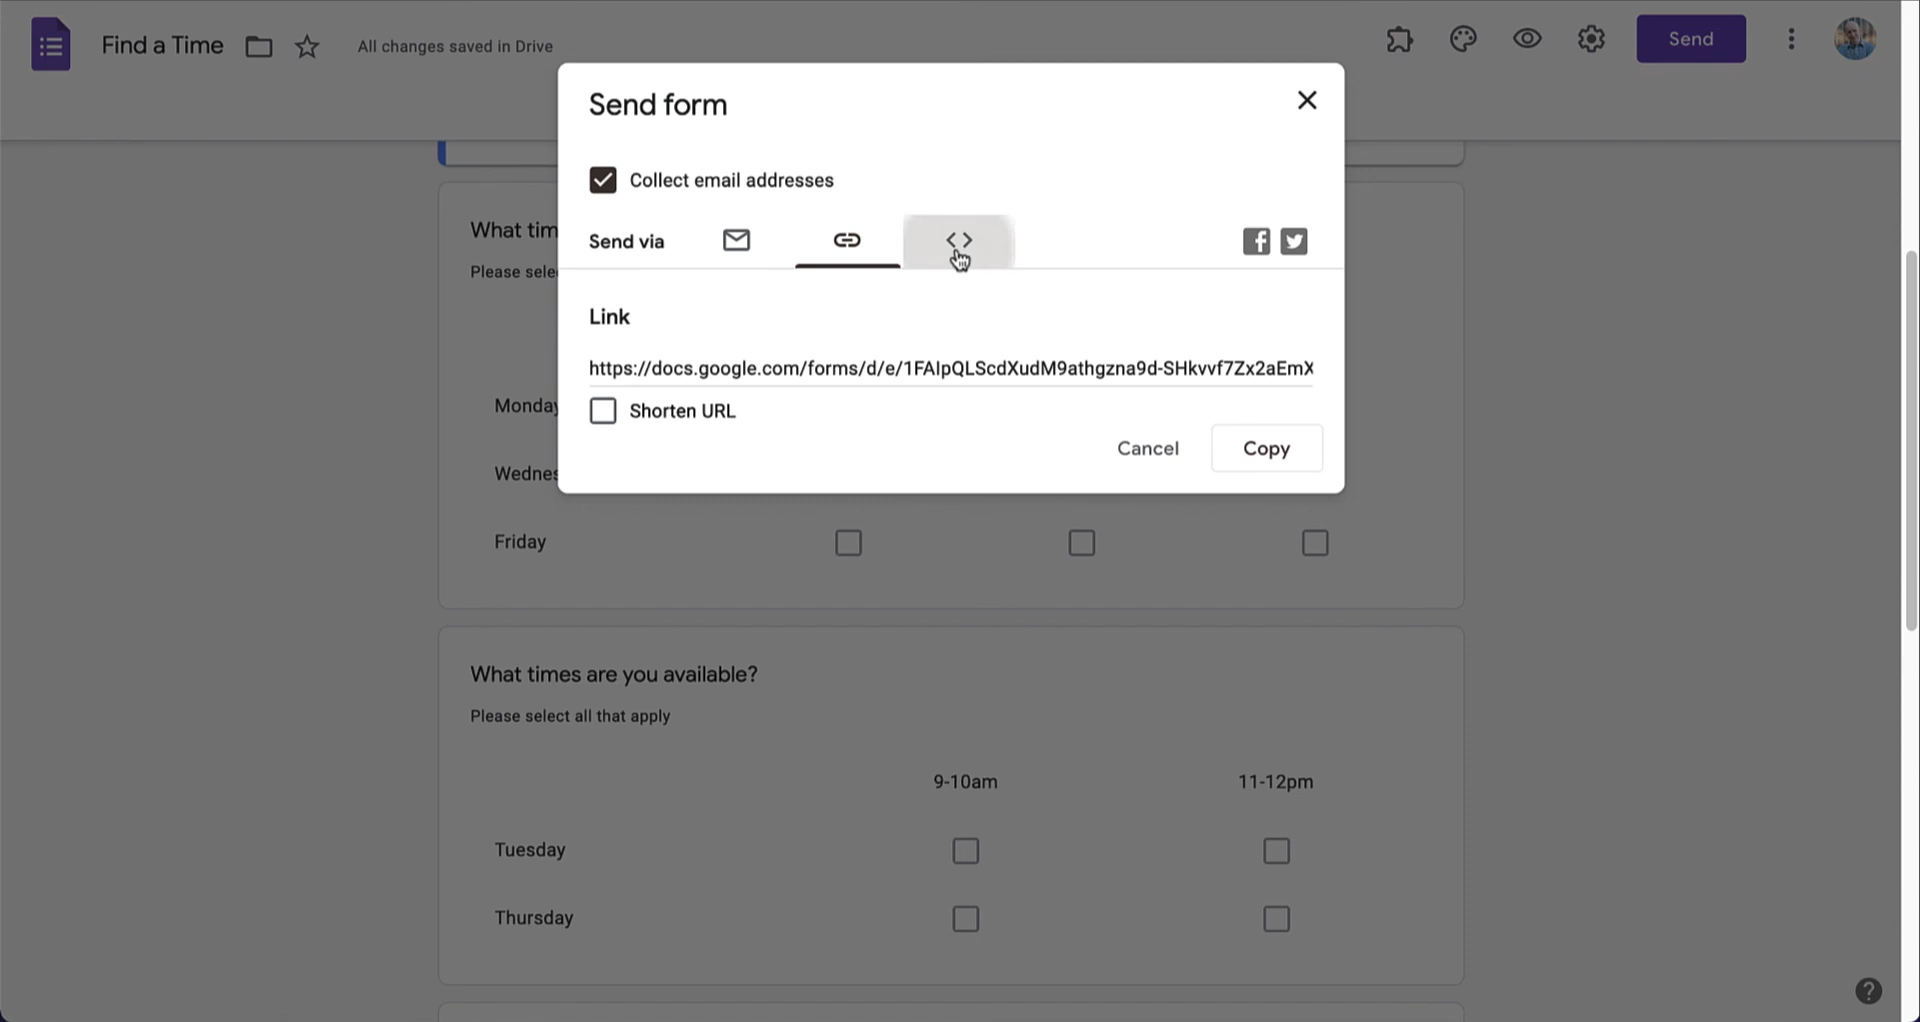 Find a Time
All changes saved in Drive
Send
Send form
Collect email addresses
Send via
Link
https://docs.google.com/forms/d/e/1FAIpQLScdXudM9athgzna9d-SHkvvf7Zx2aEmX
Shorten URL
Cancel
Copy
What tim
Please sele
Monday
Wednes
Friday
What times are you available?
Please select all that apply
9-10am 11-12pm
Tuesday
Thursday